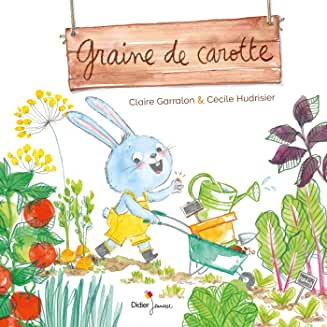 graine de carotte
Claire Garralon & Cécile Hudrisier
Didier Jeunesse